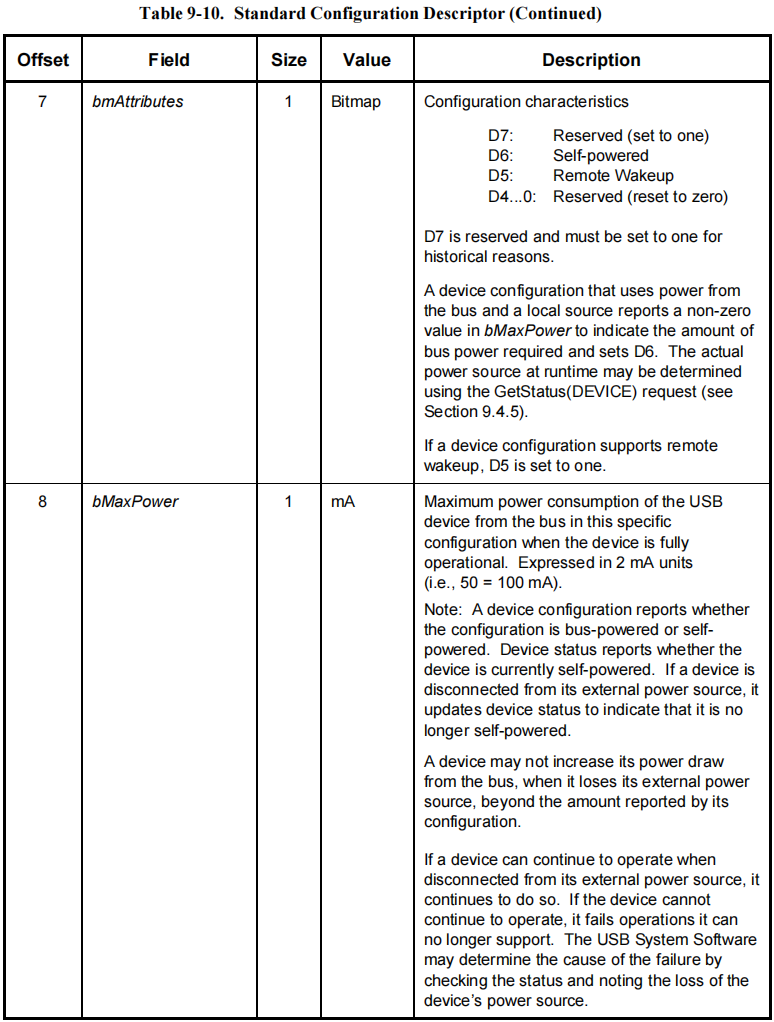 Table 9-10. Standard Configuration Descriptor (Continued)
Offset Field Size Value Description
7 bmAttributes 1 Bitmap Configuration characteristics
D7: Reserved (set to one)
D6: Self-powered
D5: Remote Wakeup
D4...0: Reserved (reset to zero)
D7 is reserved and must be set to one for
historical reasons.
A device configuration that uses power from
the bus and a local source reports a non-zero
value in bMaxPower to indicate the amount of
bus power required and sets D6. The actual
power source at runtime may be determined
using the GetStatus(DEVICE) request (see
Section 9.4.5).
If a device configuration supports remote
wakeup, D5 is set to one.
8 bMaxPower 1 mA Maximum power consumption of the USB
device from the bus in this specific
configuration when the device is fully
operational. Expressed in 2 mA units
(i.e., 50 = 100 mA).
Note: A device configuration reports whether
the configuration is bus-powered or self-
powered. Device status reports whether the
device is currently self-powered. If a device is
disconnected from its external power source, it
updates device status to indicate that it is no
longer self-powered.
A device may not increase its power draw
from the bus, when it loses its external power
source, beyond the amount reported by its
configuration.
If a device can continue to operate when
disconnected from its external power source, it
continues to do so. If the device cannot
continue to operate, it fails operations it can
no longer support. The USB System Software
may determine the cause of the failure by
checking the status and noting the loss of the
device's power source.